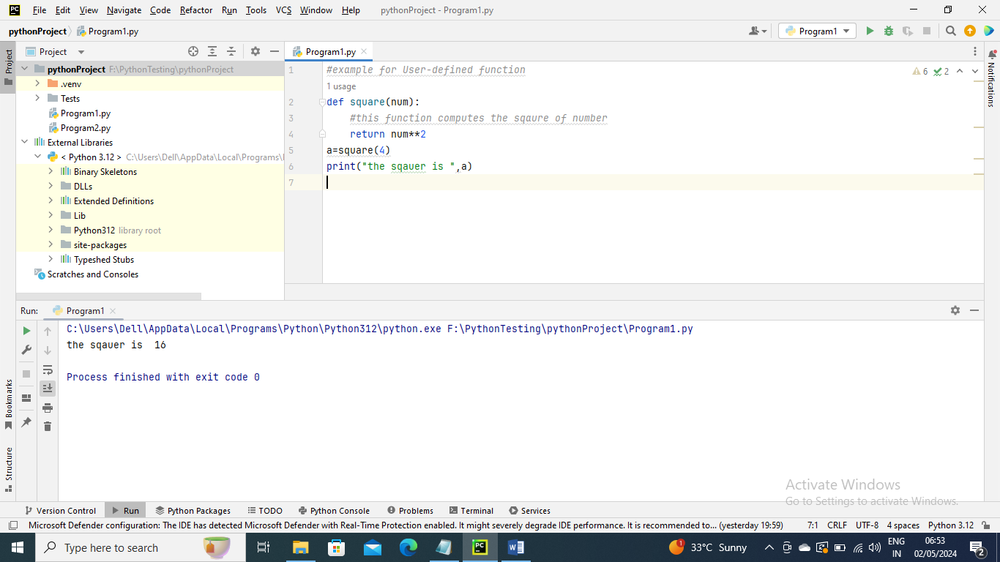 PC File Edit View Navigate Code Refactor Run Tools VCS Window Help pythonProject - Program1.py
pythonProject Program1.py Program1
Project
Project
pythonProject F:\PythonTesting\pythonProject
.venv
Tests
Program1.py
Program2.py
External Libraries
< Python 3.12 > C:\Users\Dell\AppData\Local\Programs\
Binary Skeletons
DLLs
Extended Definitions
Lib
Python312 library root
site-packages
Typeshed Stubs
Scratches and Consoles
Program1.py
1 #example for User-defined function
6 2
1 usage
2 def square(num):
3 #this function computes the sqaure of number
4 return num**2
5 a=square(4)
6 print("the sqauer is ",a)
7
Notifications
Run: Program1
C:\Users\Dell\AppData\Local\Programs\Python\Python312\python.exe F:\PythonTesting\pythonProject\Program1.py
the sqauer is  16
Process finished with exit code 0
Bookmarks
Structure
Activate Windows
Go to Settings to activate Windows.
Version Control Run Python Packages TODO Python Console Problems Terminal Services
Microsoft Defender configuration: The IDE has detected Microsoft Defender with Real-Time Protection enabled. It might severely degrade IDE performance. It is recommended to... (yesterday 19:59) 7:1 CRLF UTF-8 4 spaces Python 3.12
Type here to search PC W 1 33°C Sunny ENG IN 06:53 02/05/2024 2